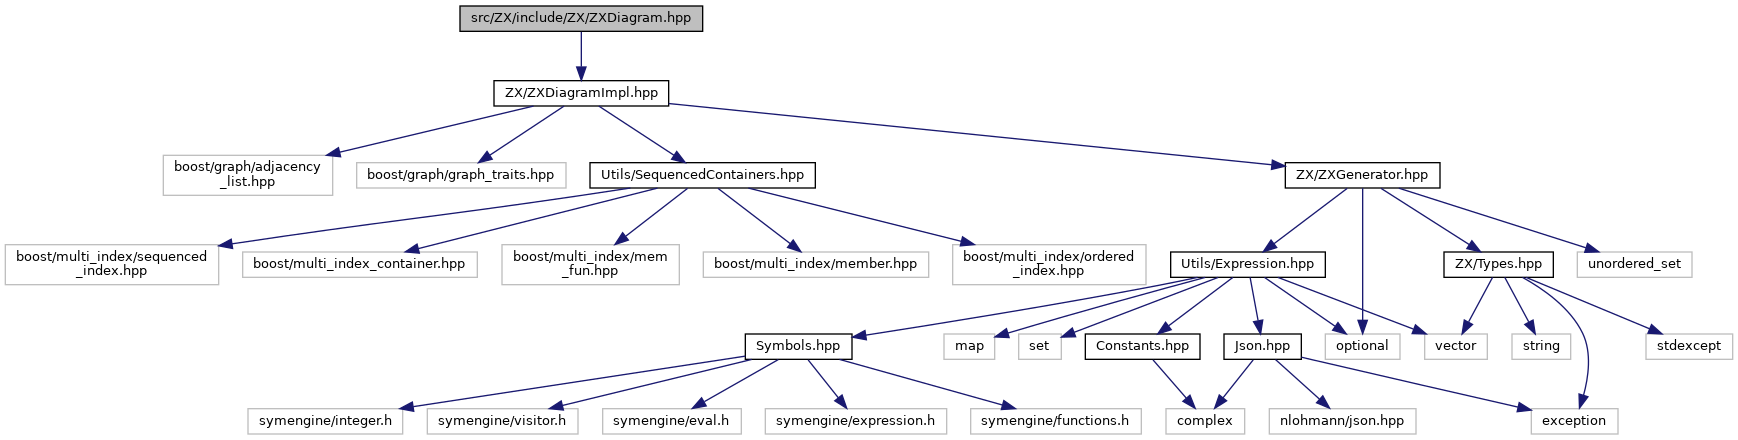 src/ZX/include/ZX/ZXDiagram.hpp
ZX/ZXDiagramImpl.hpp
boost/graph/adjacency
_list.hpp
boost/graph/graph_traits.hpp
Utils/SequencedContainers.hpp
ZX/ZXGenerator.hpp
boost/multi_index/sequenced
_index.hpp
boost/multi_index_container.hpp
boost/multi_index/mem
_fun.hpp
boost/multi_index/member.hpp
boost/multi_index/ordered
_index.hpp
Utils/Expression.hpp
ZX/Types.hpp
unordered_set
Symbols.hpp
map
set
Constants.hpp
Json.hpp
optional
vector
string
stdexcept
symengine/integer.h
symengine/visitor.h
symengine/eval.h
symengine/expression.h
symengine/functions.h
complex
nlohmann/json.hpp
exception